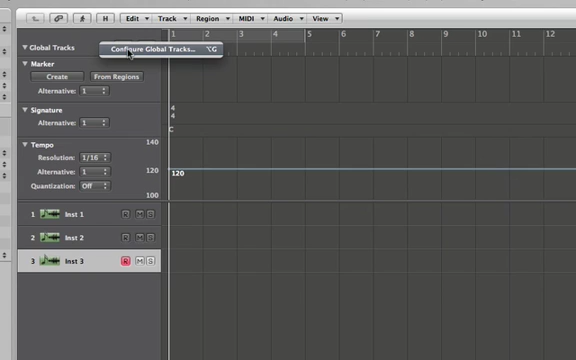 H Edit Track Region MIDI Audio View
1 2 3 4 5 6 7 8 9 10 11 12
Global Tracks
Configure Global Tracks... ⌥G
Marker
Create From Regions
Alternative: 1
Signature
4
4
Alternative: 1
C
Tempo 140
Resolution: 1/16
Alternative: 1 120
120
Quantization: Off
100
1 Inst 1 R M S
2 Inst 2 R M S
3 Inst 3 R M S